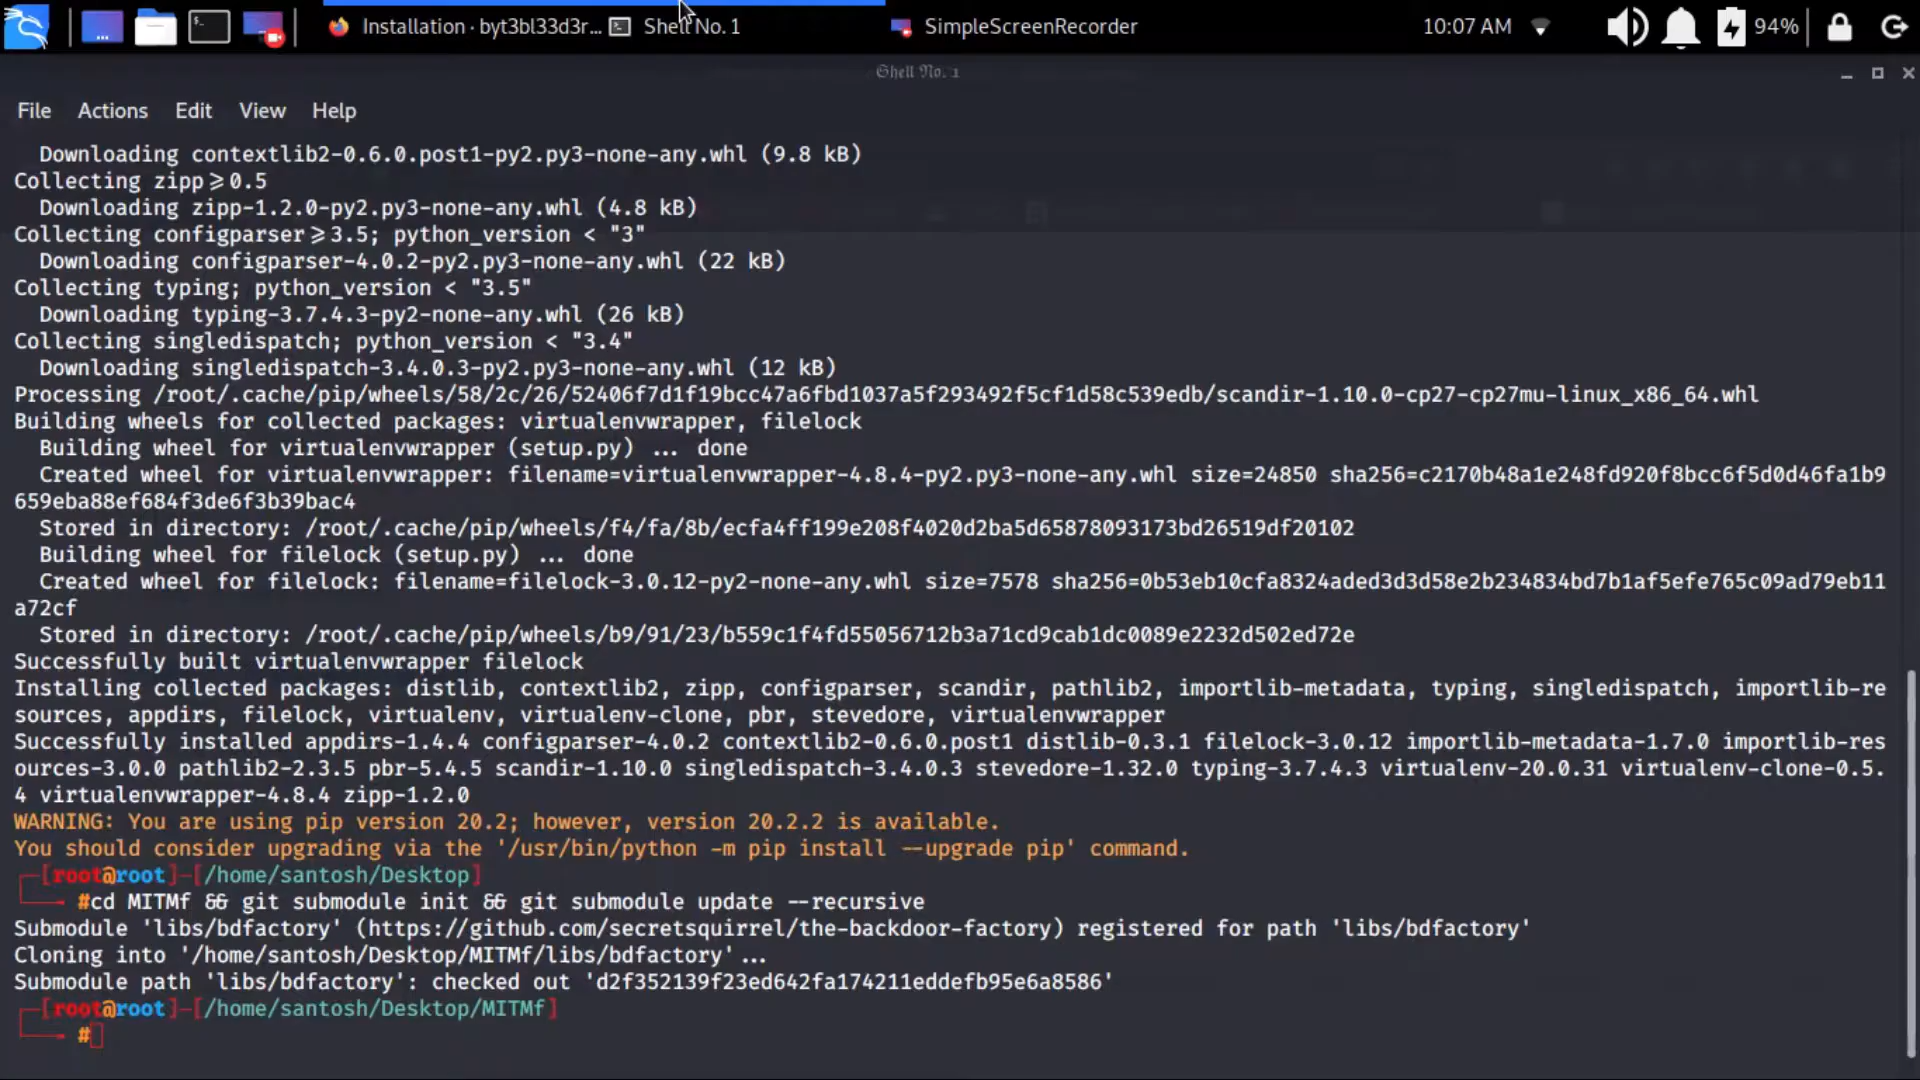 Installation · byt3bl33d3r...
Shell No. 1
SimpleScreenRecorder
10:07 AM
94%
Shell No. 1
File Actions Edit View Help
Downloading contextlib2-0.6.0.post1-py2.py3-none-any.whl (9.8 kB)
Collecting zipp≥0.5
Downloading zipp-1.2.0-py2.py3-none-any.whl (4.8 kB)
Collecting configparser≥3.5; python_version < "3"
Downloading configparser-4.0.2-py2.py3-none-any.whl (22 kB)
Collecting typing; python_version < "3.5"
Downloading typing-3.7.4.3-py2-none-any.whl (26 kB)
Collecting singledispatch; python_version < "3.4"
Downloading singledispatch-3.4.0.3-py2.py3-none-any.whl (12 kB)
Processing /root/.cache/pip/wheels/58/2c/26/52406f7d1f19bcc47a6fbd1037a5f293492f5cf1d58c539edb/scandir-1.10.0-cp27-cp27mu-linux_x86_64.whl
Building wheels for collected packages: virtualenvwrapper, filelock
Building wheel for virtualenvwrapper (setup.py) ... done
Created wheel for virtualenvwrapper: filename=virtualenvwrapper-4.8.4-py2.py3-none-any.whl size=24850 sha256=c2170b48a1e248fd920f8bcc6f5d0d46fa1b9
659eba88ef684f3de6f3b39bac4
Stored in directory: /root/.cache/pip/wheels/f4/fa/8b/ecfa4ff199e208f4020d2ba5d65878093173bd26519df20102
Building wheel for filelock (setup.py) ... done
Created wheel for filelock: filename=filelock-3.0.12-py2-none-any.whl size=7578 sha256=0b53eb10cfa8324aded3d3d58e2b234834bd7b1af5efe765c09ad79eb11
a72cf
Stored in directory: /root/.cache/pip/wheels/b9/91/23/b559c1f4fd55056712b3a71cd9cab1dc0089e2232d502ed72e
Successfully built virtualenvwrapper filelock
Installing collected packages: distlib, contextlib2, zipp, configparser, scandir, pathlib2, importlib-metadata, typing, singledispatch, importlib-re
sources, appdirs, filelock, virtualenv, virtualenv-clone, pbr, stevedore, virtualenvwrapper
Successfully installed appdirs-1.4.4 configparser-4.0.2 contextlib2-0.6.0.post1 distlib-0.3.1 filelock-3.0.12 importlib-metadata-1.7.0 importlib-res
ources-3.0.0 pathlib2-2.3.5 pbr-5.4.5 scandir-1.10.0 singledispatch-3.4.0.3 stevedore-1.32.0 typing-3.7.4.3 virtualenv-20.0.31 virtualenv-clone-0.5.
4 virtualenvwrapper-4.8.4 zipp-1.2.0
WARNING: You are using pip version 20.2; however, version 20.2.2 is available.
You should consider upgrading via the '/usr/bin/python -m pip install --upgrade pip' command.
┌─[root@root]─[/home/santosh/Desktop]
└──╼ #cd MITMf && git submodule init && git submodule update --recursive
Submodule 'libs/bdfactory' (https://github.com/secretsquirrel/the-backdoor-factory) registered for path 'libs/bdfactory'
Cloning into '/home/santosh/Desktop/MITMf/libs/bdfactory'...
Submodule path 'libs/bdfactory': checked out 'd2f352139f23ed642fa174211eddefb95e6a8586'
┌─[root@root]─[/home/santosh/Desktop/MITMf]
└──╼ #